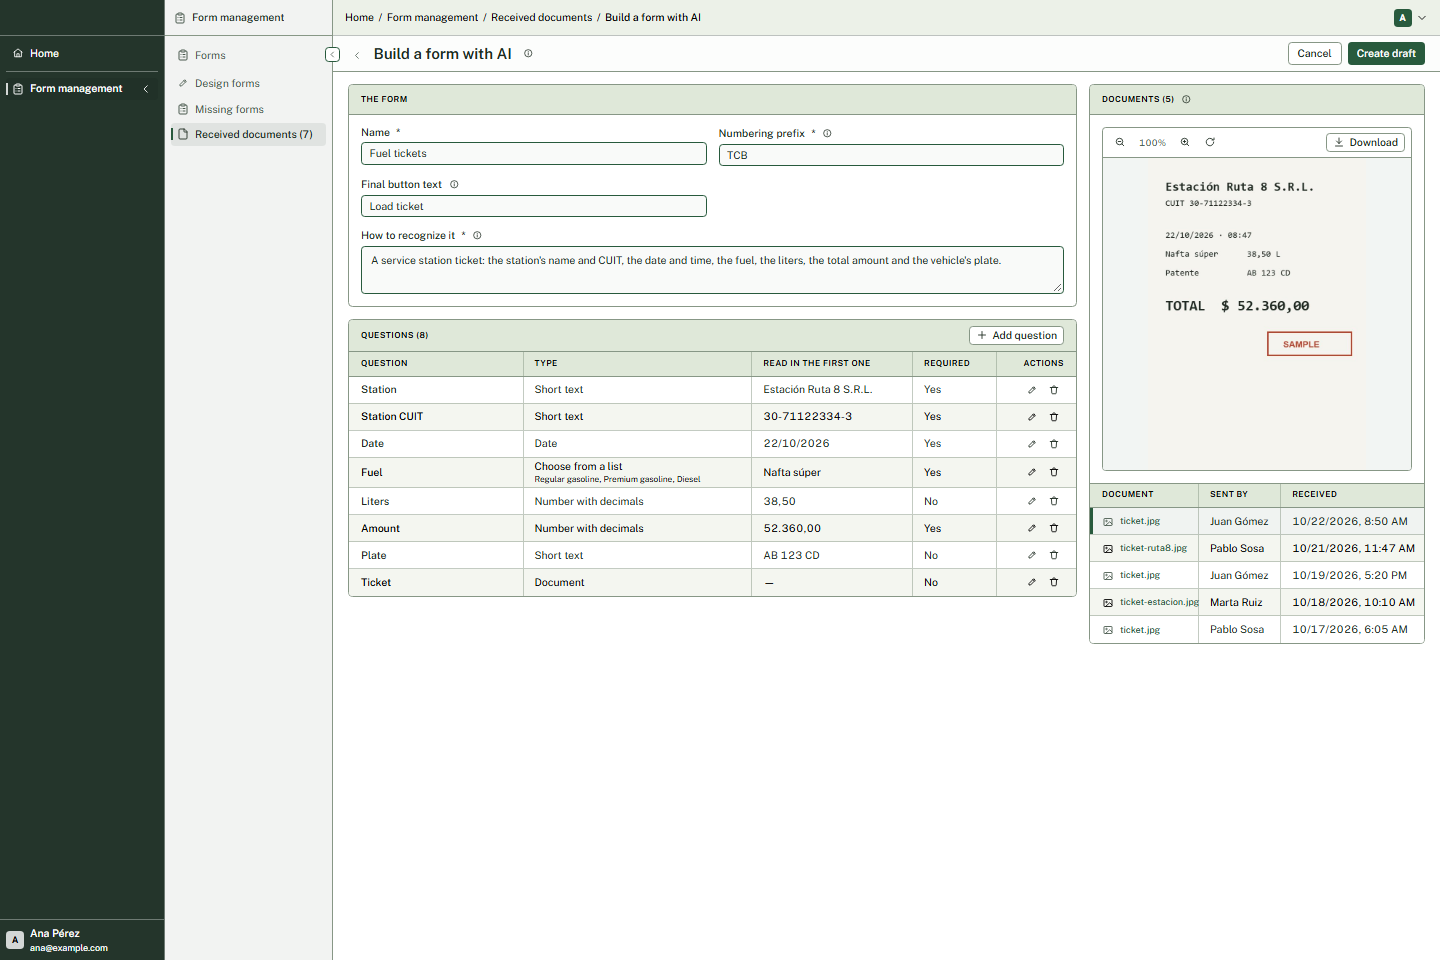 Home
Form management
Ana Pérez
A
ana@example.com
Form management
Forms
Design forms
Missing forms
Received documents (7)
Home / Form management / Received documents / Build a form with AI
A
Build a form with AI
Cancel
Create draft
THE FORM
Name *
Numbering prefix *
Fuel tickets
TCB
Final button text
Load ticket
How to recognize it *
A service station ticket: the station's name and CUIT, the date and time, the fuel, the liters, the total amount and the vehicle's plate.
QUESTIONS (8)
Add question
QUESTION TYPE READ IN THE FIRST ONE REQUIRED ACTIONS
Station Short text Estación Ruta 8 S.R.L. Yes
Station CUIT Short text 30-71122334-3 Yes
Date Date 22/10/2026 Yes
Fuel Choose from a list Nafta súper Yes
Regular gasoline, Premium gasoline, Diesel
Liters Number with decimals 38,50 No
Amount Number with decimals 52.360,00 Yes
Plate Short text AB 123 CD No
Ticket Document — No
DOCUMENTS (5)
100%
Download
Estación Ruta 8 S.R.L.
CUIT 30-71122334-3
22/10/2026 · 08:47
Nafta súper 38,50 L
Patente AB 123 CD
TOTAL $ 52.360,00
SAMPLE
DOCUMENT SENT BY RECEIVED
ticket.jpg Juan Gómez 10/22/2026, 8:50 AM
ticket-ruta8.jpg Pablo Sosa 10/21/2026, 11:47 AM
ticket.jpg Juan Gómez 10/19/2026, 5:20 PM
ticket-estacion.jpg Marta Ruiz 10/18/2026, 10:10 AM
ticket.jpg Pablo Sosa 10/17/2026, 6:05 AM